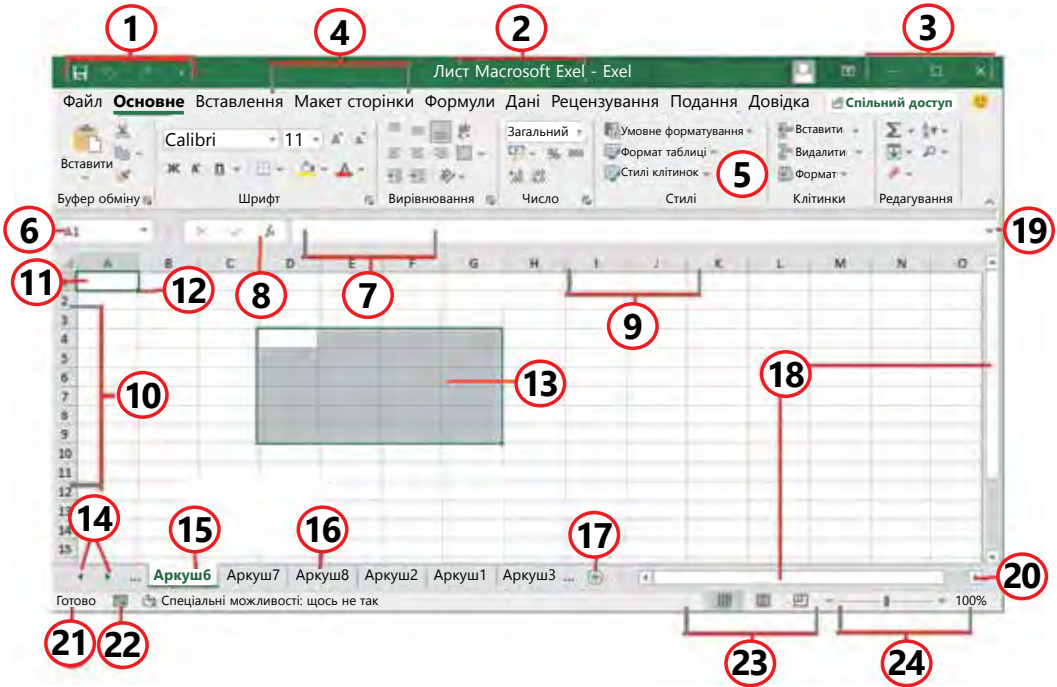 1 4 2 3
Лист Macrosoft Exel - Exel
Файл Основне Вставлення Макет сторінки Формули Дані Рецензування Подання Довідка Спільний доступ
Calibri 11 Загальний Умовне форматування Вставити Σ
Вставити Ж К П А % 000 Формат таблиці Видалити
Стилі клітинок 5 Формат
Буфер обміну Шрифт Вирівнювання Число Стилі Клітинки Редагування
6 A1 fx 19
A B C D E F G H I J K L M N O
11 12 8 7 9
2
3
4
5
6 13 18
7 10
8
9
10
11
12
13
14 14 15 16 17
15
... Аркуш6 Аркуш7 Аркуш8 Аркуш2 Аркуш1 Аркуш3 ... 20
Готово Спеціальні можливості: щось не так 100%
21 22 23 24